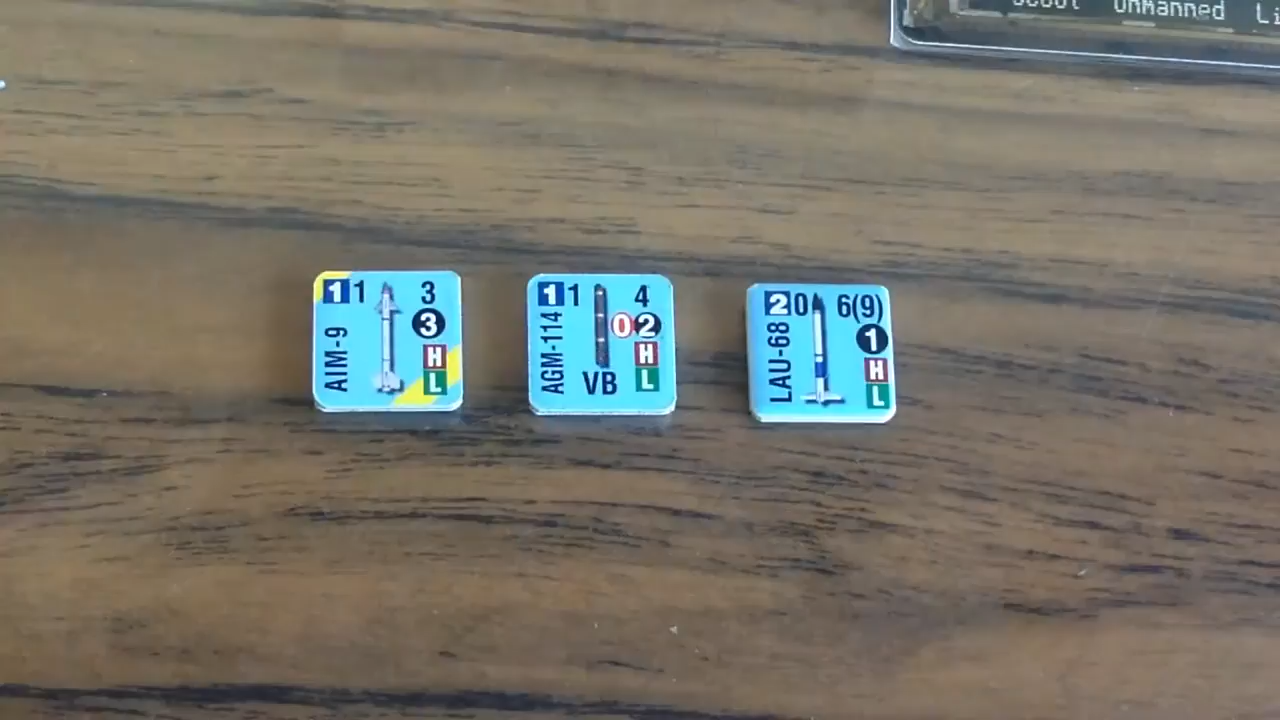 Scout Unmanned Li
1 1 3
3
H
L
AIM-9
1 1 4
0 2
H
L
AGM-114
VB
2 0 6(9)
1
H
L
LAU-68